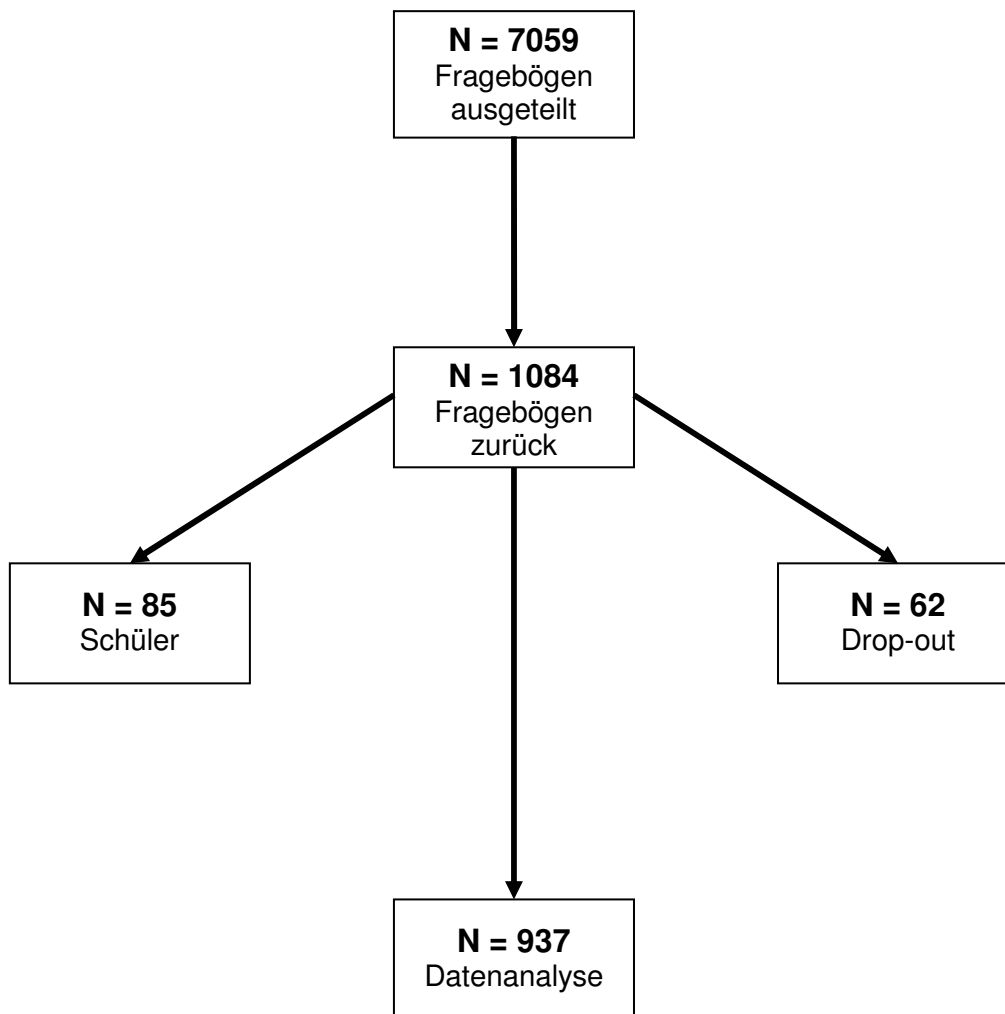 N = 7059
Fragebögen
ausgeteilt
N = 1084
Fragebögen
zurück
N = 85
Schüler
N = 62
Drop-out
N = 937
Datenanalyse